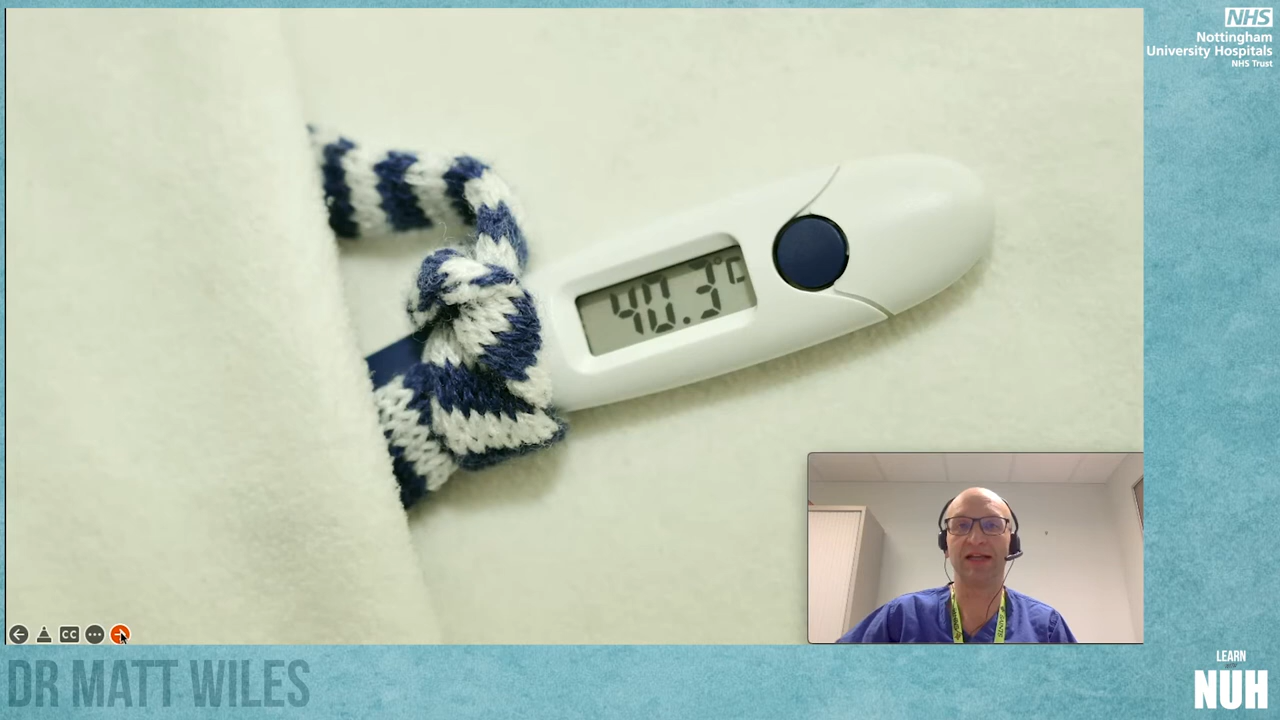 NHS
Nottingham
University Hospitals
NHS Trust
40.3°C
CC
DR MATT WILES
LEARN
NUH